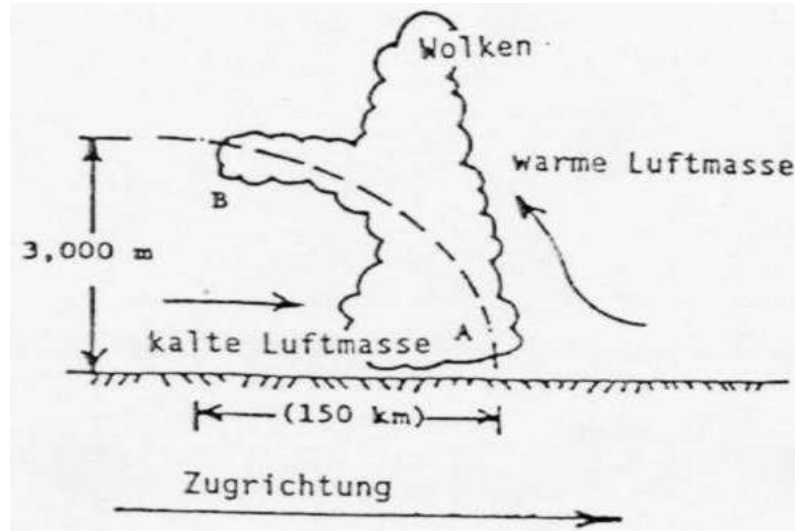 Wolken
warme Luftmasse
B
3,000 m
A
kalte Luftmasse
(150 km)
Zugrichtung